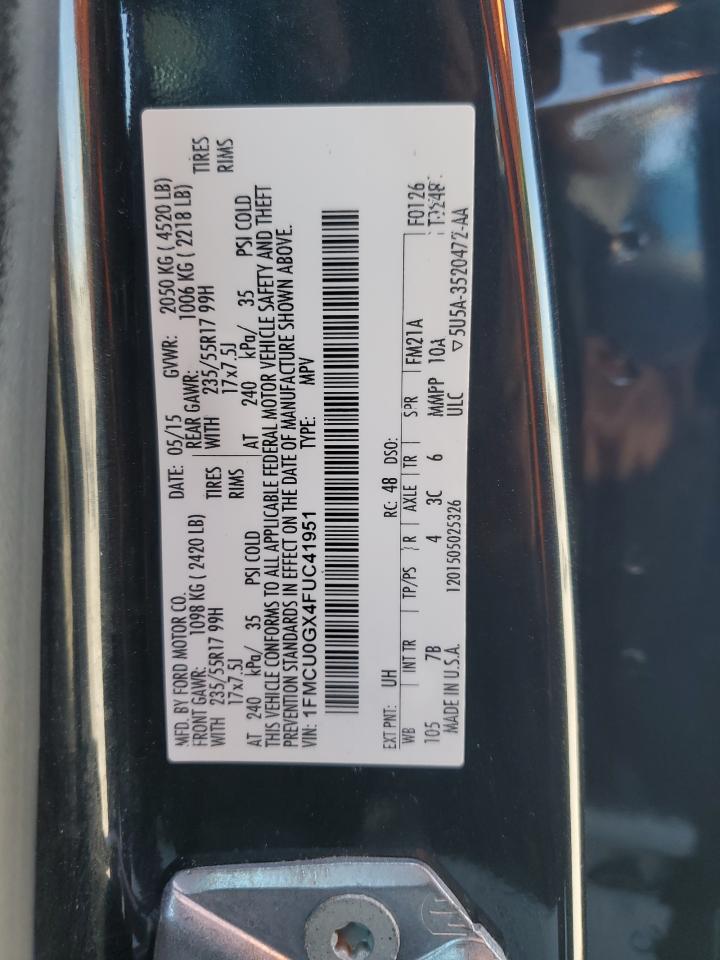 MFD. BY FORD MOTOR CO.
DATE: 05/15 GVWR: 2050 KG ( 4520 LB)
FRONT GAWR: 1098 KG ( 2420 LB) REAR GAWR: 1006 KG ( 2218 LB)
WITH 235/55R17 99H TIRES WITH 235/55R17 99H TIRES
17x7.5J RIMS 17x7.5J RIMS
AT 240 kPa/ 35 PSI COLD AT 240 kPa/ 35 PSI COLD
THIS VEHICLE CONFORMS TO ALL APPLICABLE FEDERAL MOTOR VEHICLE SAFETY AND THEFT
PREVENTION STANDARDS IN EFFECT ON THE DATE OF MANUFACTURE SHOWN ABOVE.
VIN: 1FMCU0GX4FUC41951 TYPE: MPV
EXT PNT: UH RC: 48 DSO: F0126
WB INT TR TP/PS R AXLE TR SPR FM21A
105 7B 4 3C 6 MMPP 10A
MADE IN U.S.A. 1201505025326 ULC ▽5U5A-3520472-AA